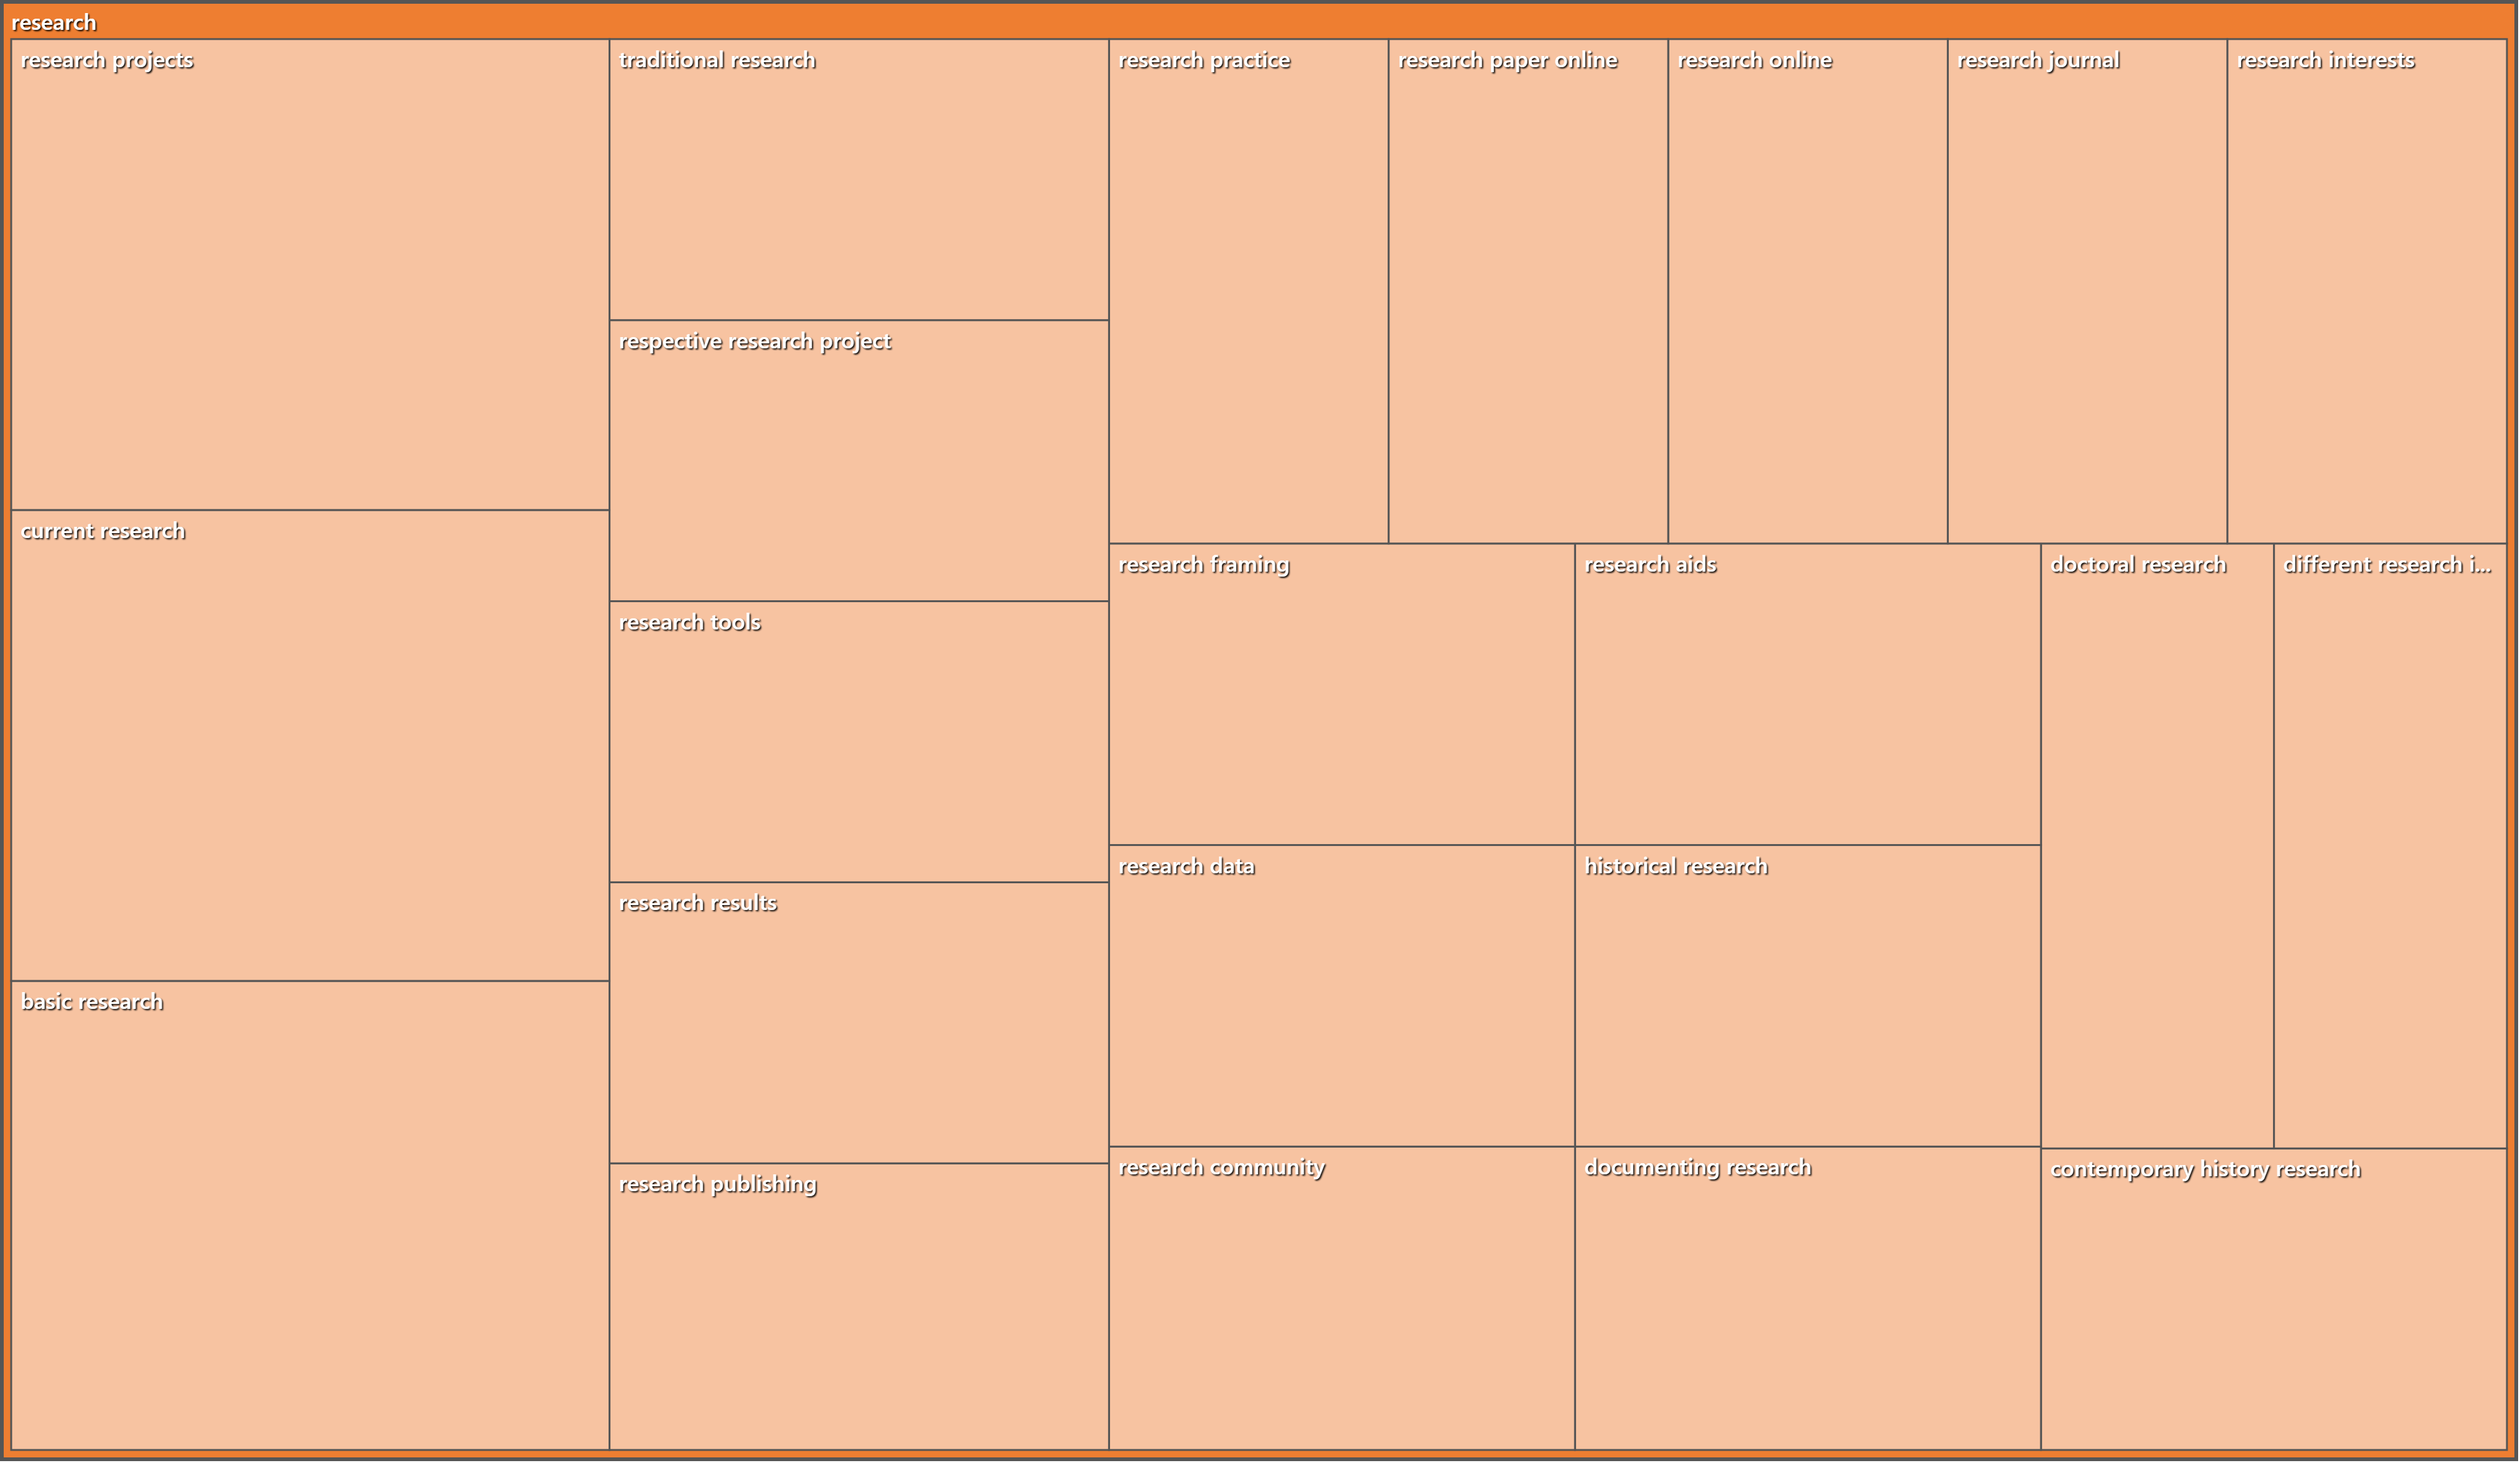 research
research projects
current research
basic research
traditional research
respective research project
research tools
research results
research publishing
research practice
research paper online
research online
research journal
research interests
research framing
research aids
doctoral research
different research i...
research data
historical research
research community
documenting research
contemporary history research